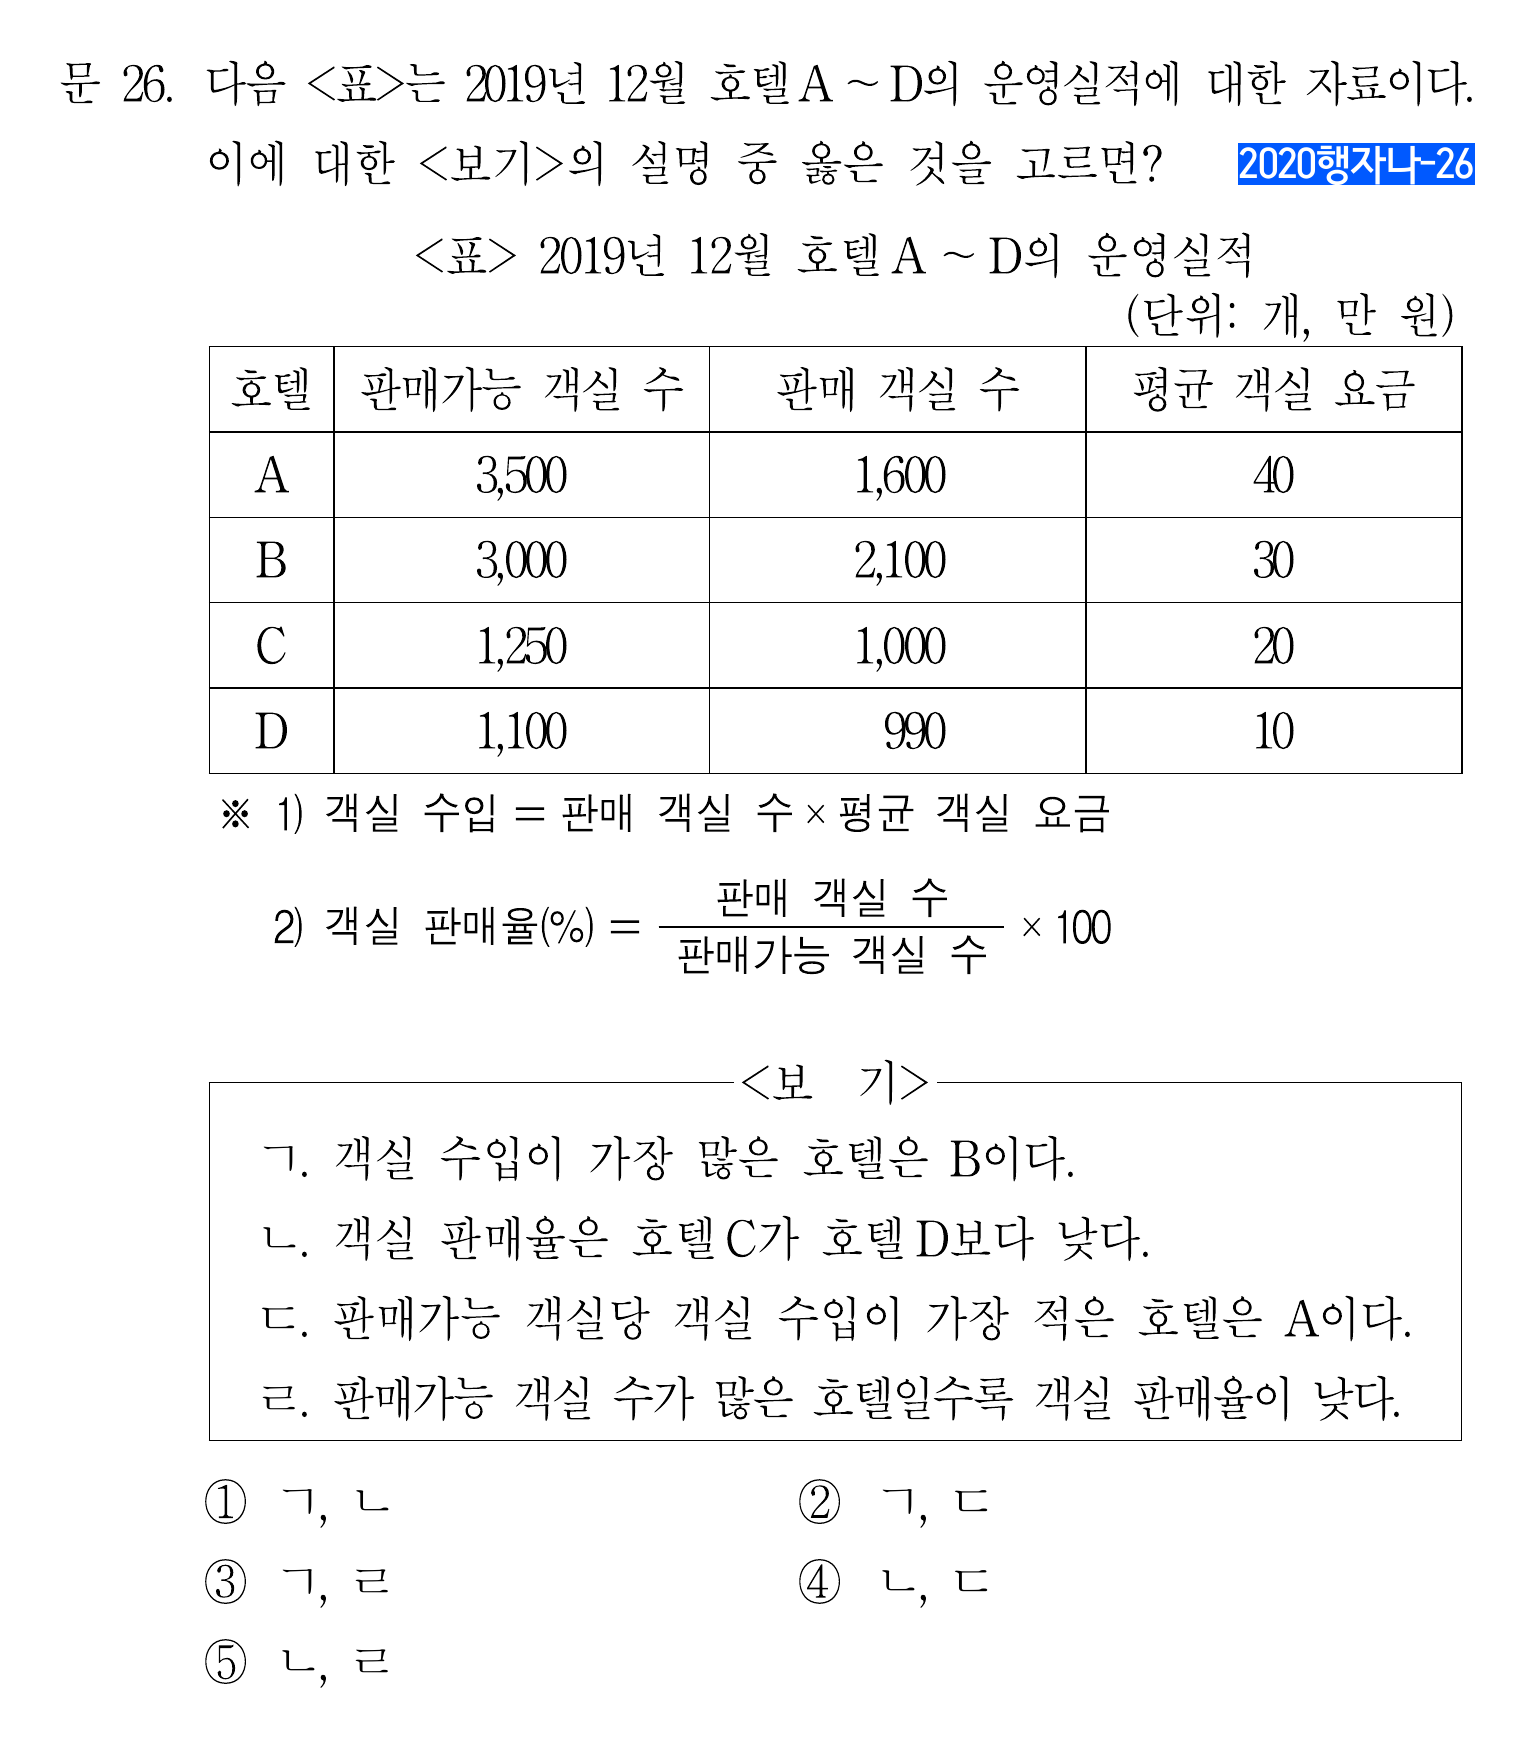 문 26. 다음 <표>는 2019년 12월 호텔 A ~ D의 운영실적에 대한 자료이다.
이에 대한 <보기>의 설명 중 옳은 것을 고르면? 2020행자나-26
<표> 2019년 12월 호텔 A ~ D의 운영실적
(단위: 개, 만 원)
호텔 판매가능 객실 수 판매 객실 수 평균 객실 요금
A 3,500 1,600 40
B 3,000 2,100 30
C 1,250 1,000 20
D 1,100 990 10
※ 1) 객실 수입 = 판매 객실 수 × 평균 객실 요금
판매 객실 수
2) 객실 판매율(%) = × 100
판매가능 객실 수
<보 기>
ㄱ. 객실 수입이 가장 많은 호텔은 B이다.
ㄴ. 객실 판매율은 호텔 C가 호텔 D보다 낮다.
ㄷ. 판매가능 객실당 객실 수입이 가장 적은 호텔은 A이다.
ㄹ. 판매가능 객실 수가 많은 호텔일수록 객실 판매율이 낮다.
① ㄱ, ㄴ ② ㄱ, ㄷ
③ ㄱ, ㄹ ④ ㄴ, ㄷ
⑤ ㄴ, ㄹ